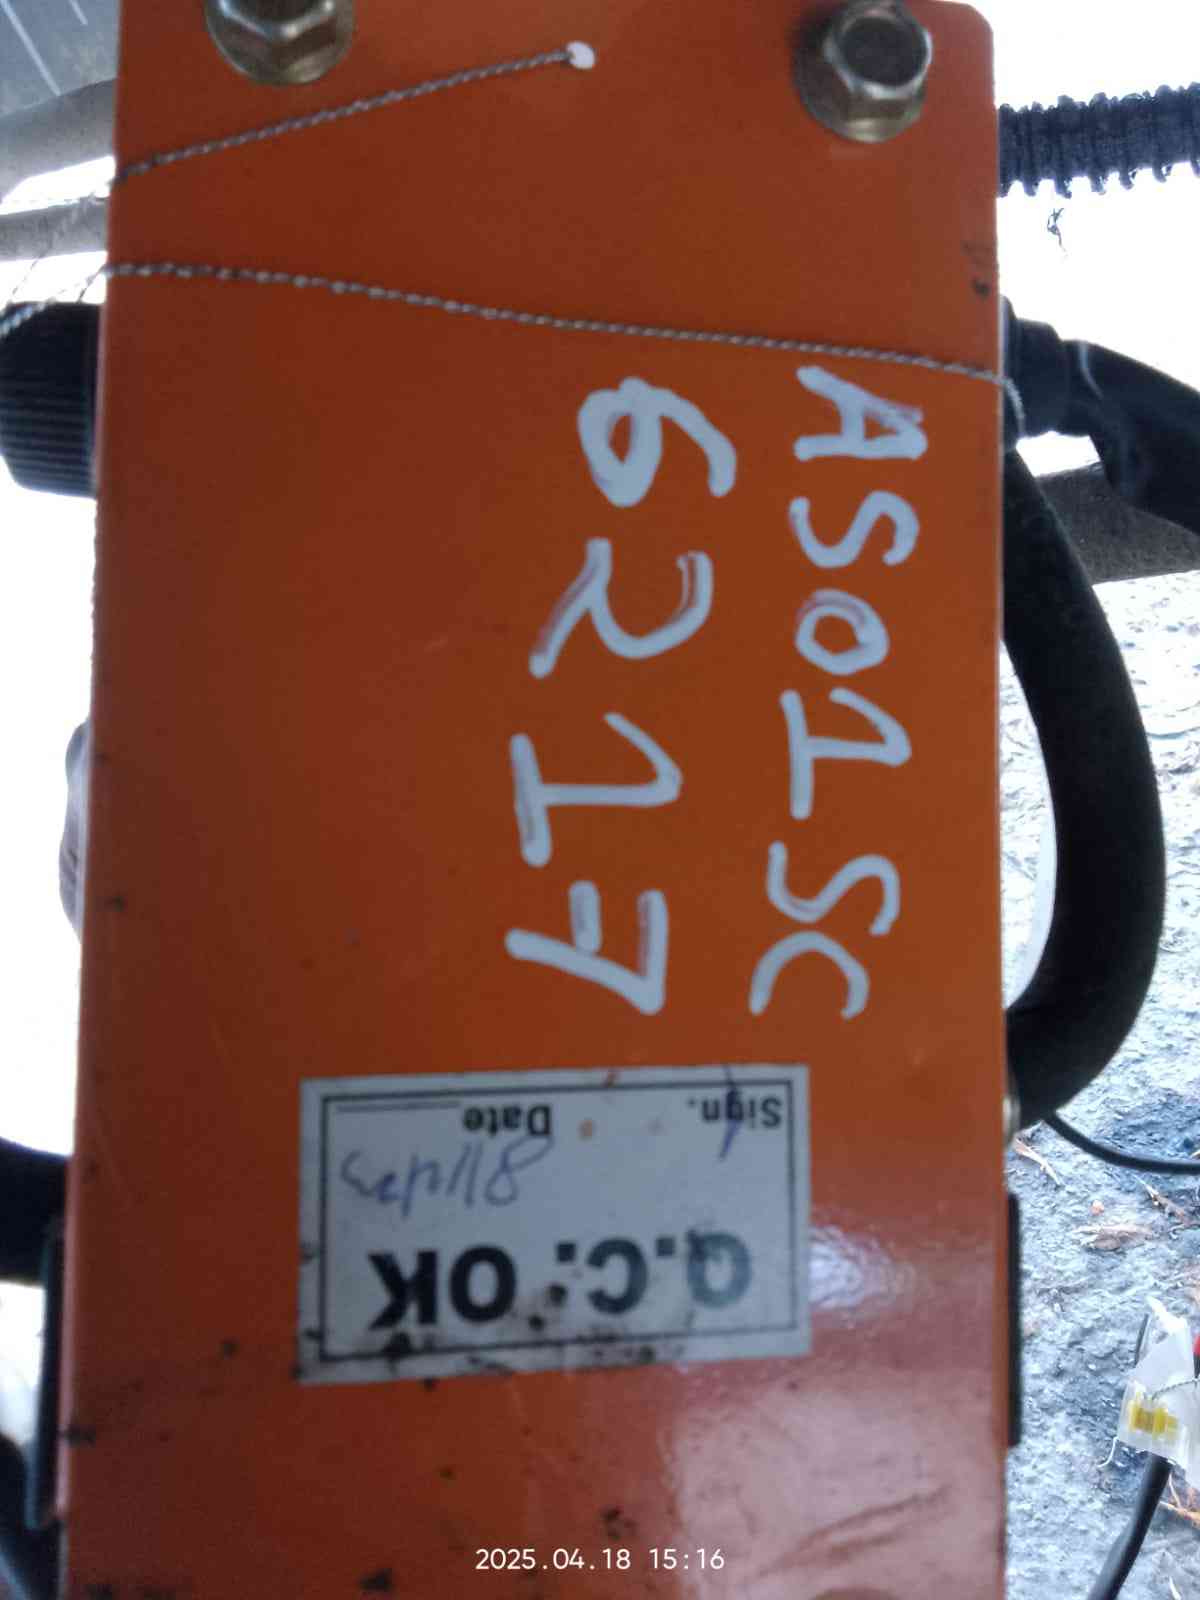 AS01SC
6217
Q.C. OK
Sign.
Date
2025.04.18 15:16